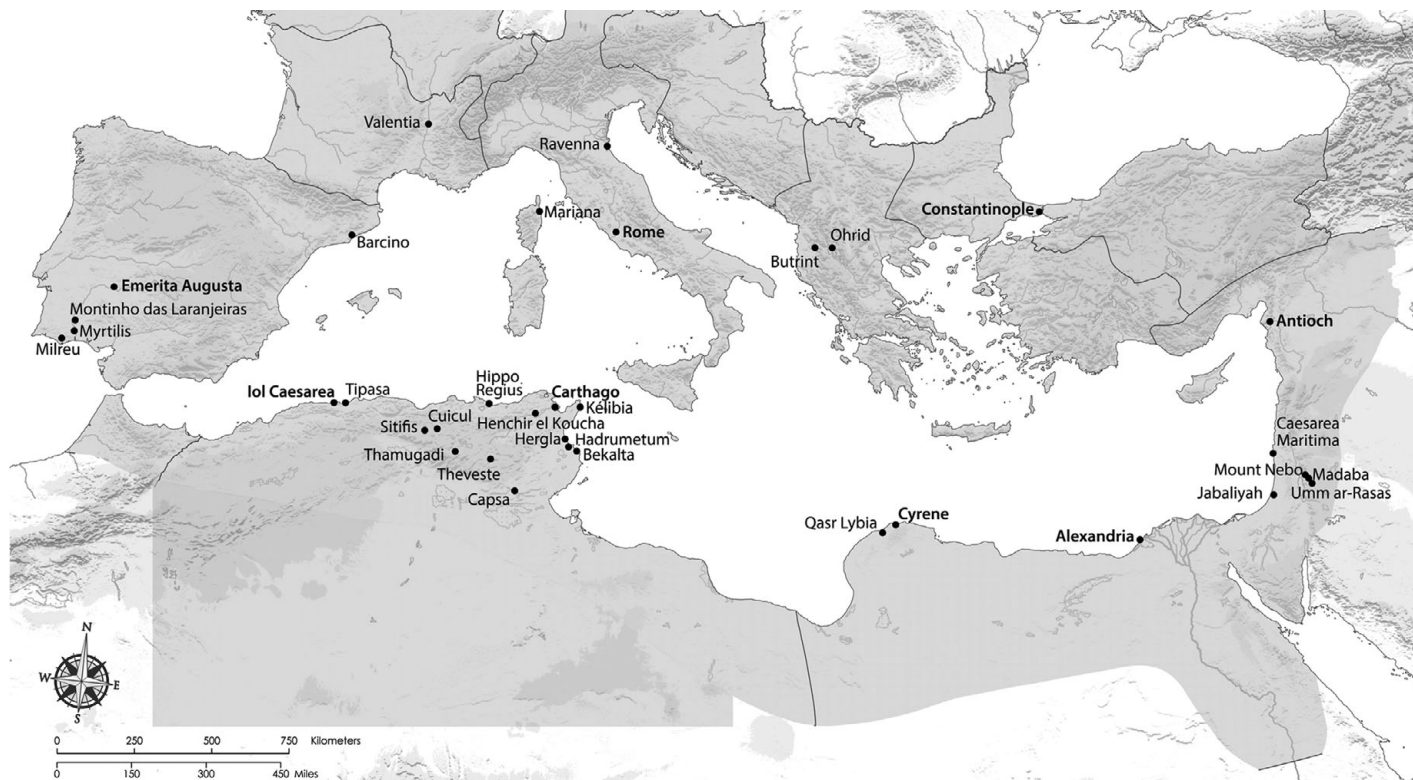 Valentia
Ravenna
Mariana
Rome
Barcino
Constantinople
Ohrid
Butrint
Emerita Augusta
Montinho das Laranjeiras
Myrtilis
Milreu
Antioch
Iol Caesarea
Tipasa
Hippo
Regius
Carthago
Kélibia
Cuicul
Sitifis
Henchir el Koucha
Hergla
Hadrumetum
Bekalta
Thamugadi
Theveste
Capsa
Caesarea
Maritima
Mount Nebo
Madaba
Jabaliyah
Umm ar-Rasas
Qasr Lybia
Cyrene
Alexandria
N
W
E
S
0 250 500 750 Kilometers
0 150 300 450 Miles